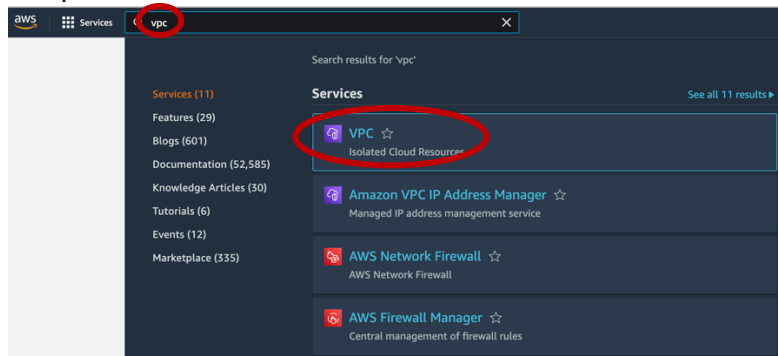 aws Services vpc
Search results for 'vpc'
Services (11)
Features (29)
Blogs (601)
Documentation (52,585)
Knowledge Articles (30)
Tutorials (6)
Events (12)
Marketplace (335)
Services See all 11 results
VPC
Isolated Cloud Resources
Amazon VPC IP Address Manager
Managed IP address management service
AWS Network Firewall
AWS Network Firewall
AWS Firewall Manager
Central management of firewall rules